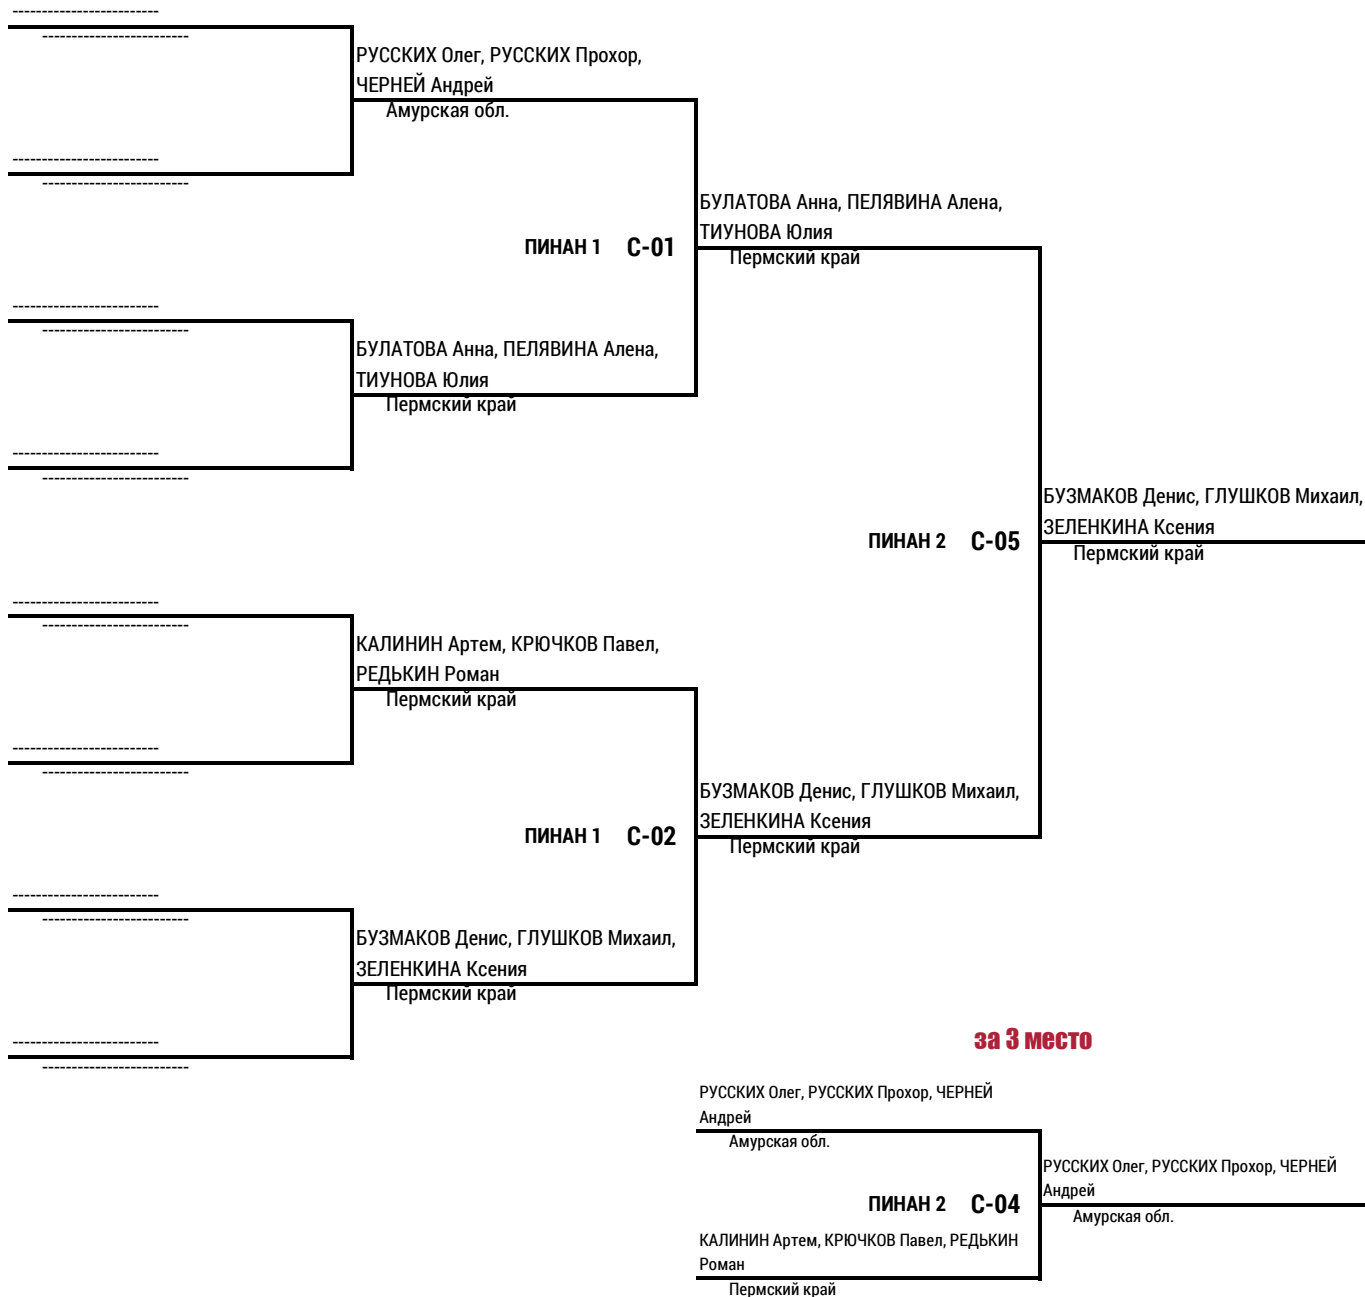 -------------------------
-------------------------
РУССКИХ Олег, РУССКИХ Прохор,
ЧЕРНЕЙ Андрей
Амурская обл.
-------------------------
-------------------------
БУЛАТОВА Анна, ПЕЛЯВИНА Алена,
ТИУНОВА Юлия
Пермский край
ПИНАН 1 С-01
-------------------------
-------------------------
БУЛАТОВА Анна, ПЕЛЯВИНА Алена,
ТИУНОВА Юлия
Пермский край
-------------------------
-------------------------
БУЗМАКОВ Денис, ГЛУШКОВ Михаил,
ЗЕЛЕНКИНА Ксения
Пермский край
ПИНАН 2 С-05
-------------------------
-------------------------
КАЛИНИН Артем, КРЮЧКОВ Павел,
РЕДЬКИН Роман
Пермский край
-------------------------
-------------------------
БУЗМАКОВ Денис, ГЛУШКОВ Михаил,
ЗЕЛЕНКИНА Ксения
Пермский край
ПИНАН 1 С-02
-------------------------
-------------------------
БУЗМАКОВ Денис, ГЛУШКОВ Михаил,
ЗЕЛЕНКИНА Ксения
Пермский край
-------------------------
-------------------------
за 3 место
РУССКИХ Олег, РУССКИХ Прохор, ЧЕРНЕЙ
Андрей
Амурская обл.
РУССКИХ Олег, РУССКИХ Прохор, ЧЕРНЕЙ
Андрей
Амурская обл.
ПИНАН 2 С-04
КАЛИНИН Артем, КРЮЧКОВ Павел, РЕДЬКИН
Роман
Пермский край